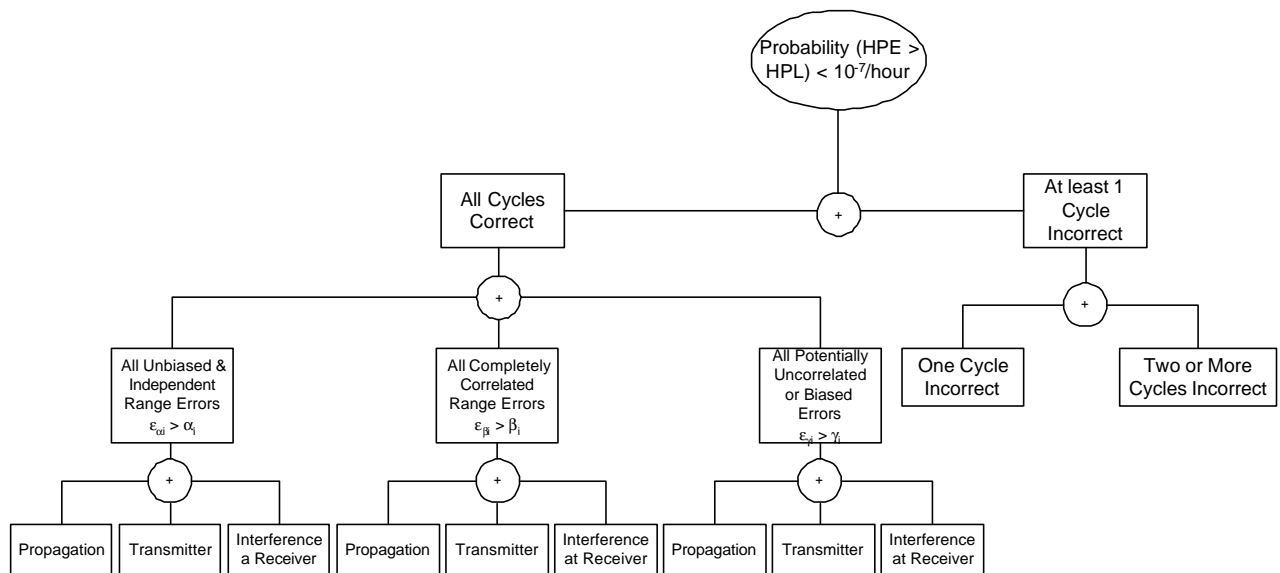 Probability (HPE >
HPL) < 10⁻⁷/hour
All Cycles
Correct
+
At least 1
Cycle
Incorrect
+
+
All Unbiased &
Independent
Range Errors
εαi > αi
All Completely
Correlated
Range Errors
εβi > βi
All Potentially
Uncorrelated
or Biased
Errors
εγi > γi
One Cycle
Incorrect
Two or More
Cycles Incorrect
+
+
+
Propagation
Transmitter
Interference
a Receiver
Propagation
Transmitter
Interference
at Receiver
Propagation
Transmitter
Interference
at Receiver